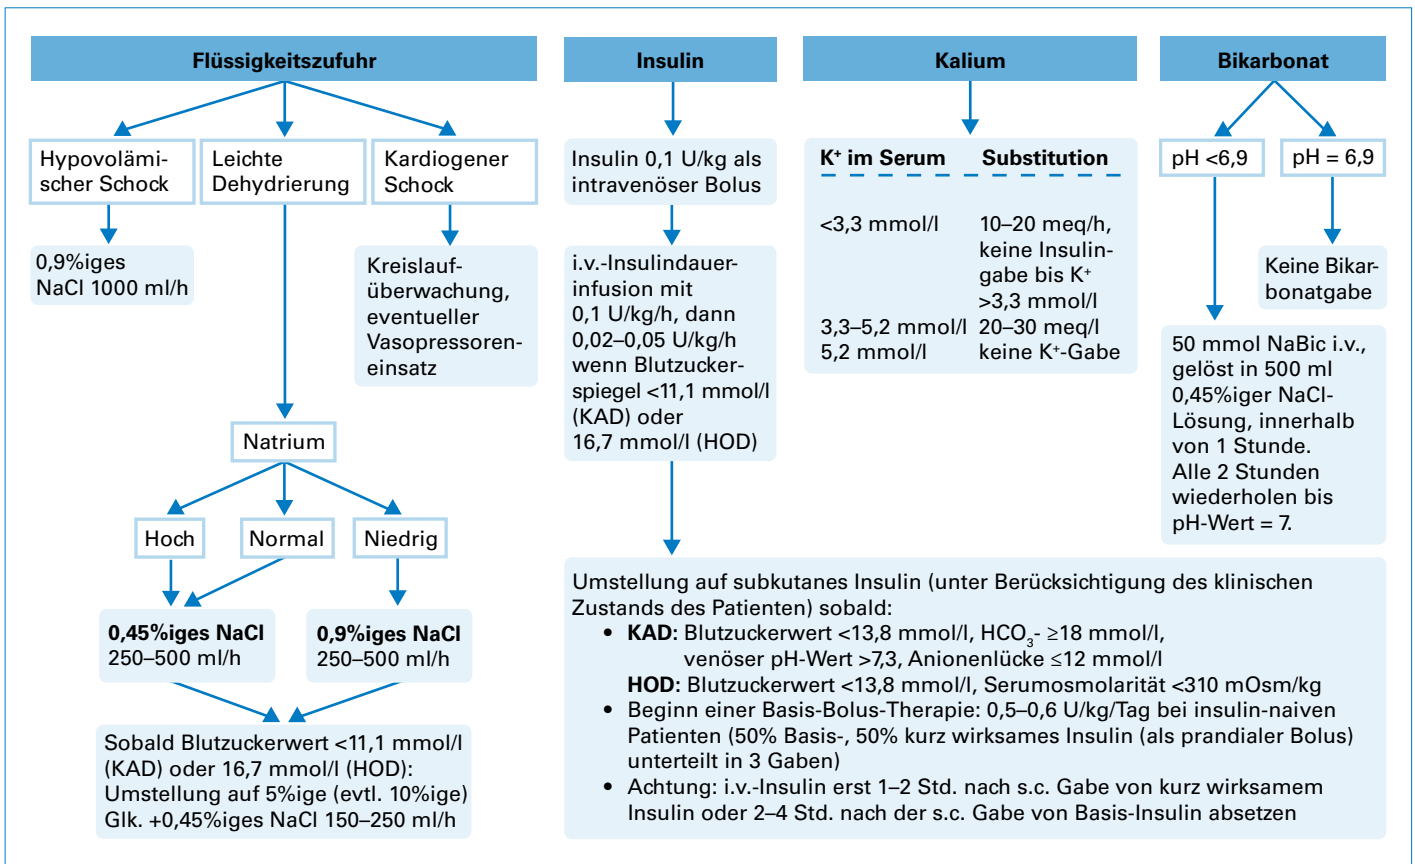 Flüssigkeitszufuhr
Hypovolämi-
scher Schock
Leichte
Dehydrierung
Kardiogener
Schock
0,9%iges
NaCl 1000 ml/h
Kreislauf-
überwachung,
eventueller
Vasopressoren-
einsatz
Natrium
Hoch
Normal
Niedrig
0,45%iges NaCl
250–500 ml/h
0,9%iges NaCl
250–500 ml/h
Sobald Blutzuckerwert <11,1 mmol/l
(KAD) oder 16,7 mmol/l (HOD):
Umstellung auf 5%ige (evtl. 10%ige)
Glk. +0,45%iges NaCl 150–250 ml/h
Insulin
Insulin 0,1 U/kg als
intravenöser Bolus
i.v.-Insulindauer-
infusion mit
0,1 U/kg/h, dann
0,02–0,05 U/kg/h
wenn Blutzucker-
spiegel <11,1 mmol/l
(KAD) oder
16,7 mmol/l (HOD)
Umstellung auf subkutanes Insulin (unter Berücksichtigung des klinischen
Zustands des Patienten) sobald:
• KAD: Blutzuckerwert <13,8 mmol/l, HCO₃- ≥18 mmol/l,
venöser pH-Wert >7,3, Anionenlücke ≤12 mmol/l
HOD: Blutzuckerwert <13,8 mmol/l, Serumosmolarität <310 mOsm/kg
• Beginn einer Basis-Bolus-Therapie: 0,5–0,6 U/kg/Tag bei insulin-naiven
Patienten (50% Basis-, 50% kurz wirksames Insulin (als prandialer Bolus)
unterteilt in 3 Gaben)
• Achtung: i.v.-Insulin erst 1–2 Std. nach s.c. Gabe von kurz wirksamem
Insulin oder 2–4 Std. nach der s.c. Gabe von Basis-Insulin absetzen
Kalium
K⁺ im Serum Substitution
<3,3 mmol/l 10–20 meq/h,
keine Insulin-
gabe bis K⁺
>3,3 mmol/l
3,3–5,2 mmol/l 20–30 meq/l
5,2 mmol/l keine K⁺-Gabe
Bikarbonat
pH <6,9
pH = 6,9
Keine Bikar-
bonatgabe
50 mmol NaBic i.v.,
gelöst in 500 ml
0,45%iger NaCl-
Lösung, innerhalb
von 1 Stunde.
Alle 2 Stunden
wiederholen bis
pH-Wert = 7.